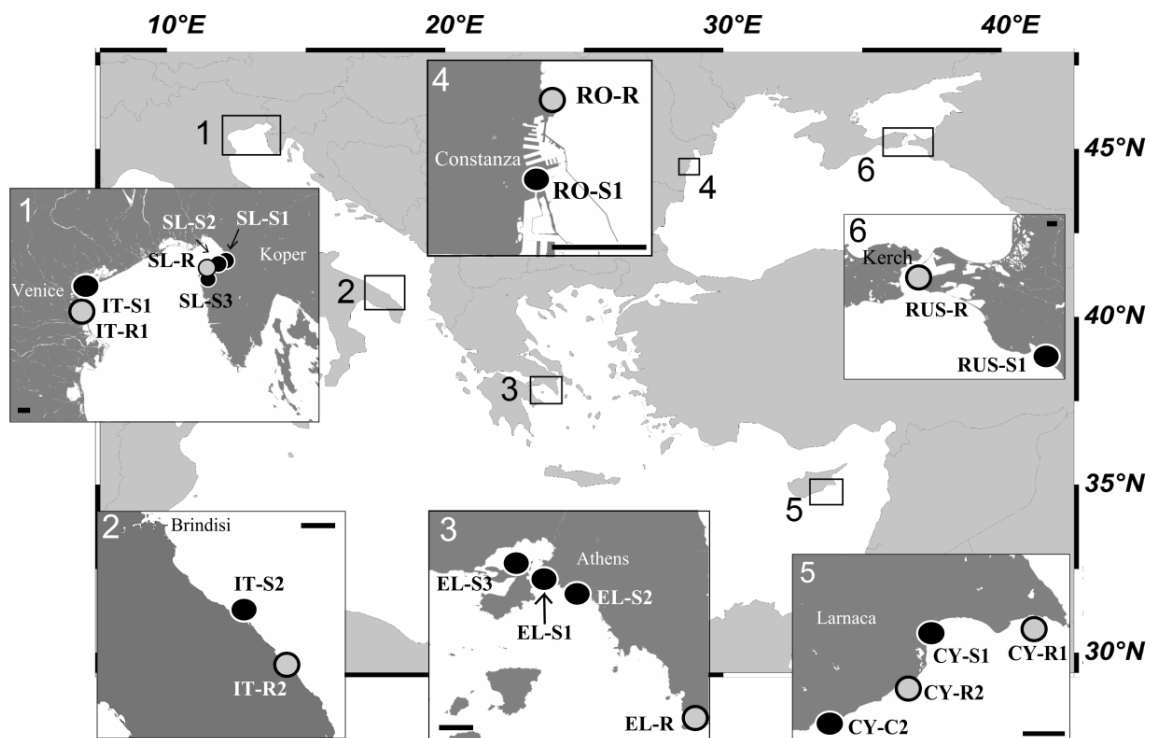 10°E 20°E 30°E 40°E
4
RO-R
Constanza
RO-S1
1
4
6
45°N
1
SL-S2 SL-S1
Koper
SL-R
SL-S3
Venice
IT-S1
IT-R1
2
6
Kerch
RUS-R
RUS-S1
40°N
3
5
35°N
2
Brindisi
IT-S2
IT-R2
3
Athens
EL-S3
EL-S2
EL-S1
EL-R
5
Larnaca
CY-S1
CY-R1
CY-R2
CY-C2
30°N